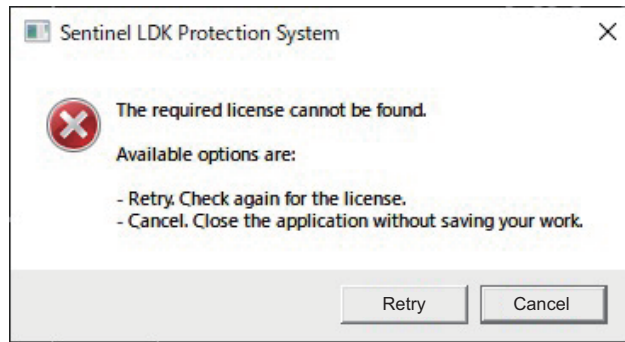 Sentinel LDK Protection System
The required license cannot be found.
Available options are:
- Retry. Check again for the license.
- Cancel. Close the application without saving your work.
Retry
Cancel